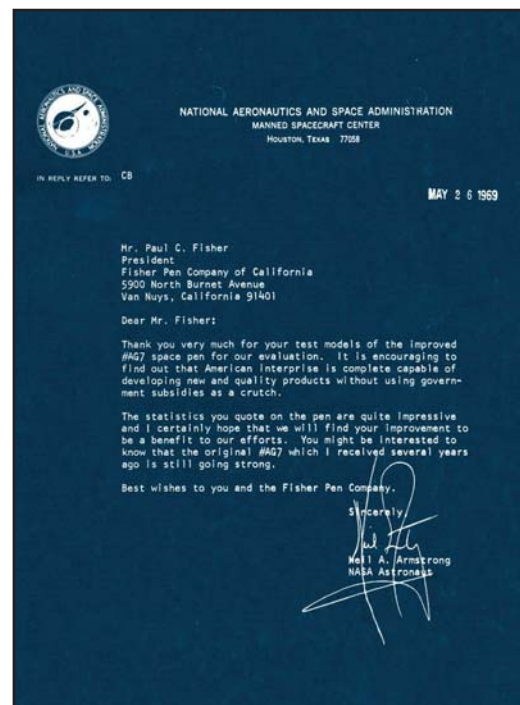 NATIONAL AERONAUTICS AND SPACE ADMINISTRATION
MANNED SPACECRAFT CENTER
HOUSTON, TEXAS 77058
NATIONAL AERONAUTICS AND SPACE ADMINISTRATION
U.S.A
IN REPLY REFER TO: CB
MAY 26 1969
Mr. Paul C. Fisher
President
Fisher Pen Company of California
5900 North Burnet Avenue
Van Nuys, California 91401
Dear Mr. Fisher:
Thank you very much for your test models of the improved
#AG7 space pen for our evaluation. It is encouraging to
find out that American interprise is complete capable of
developing new and quality products without using govern-
ment subsidies as a crutch.
The statistics you quote on the pen are quite impressive
and I certainly hope that we will find your improvement to
be a benefit to our efforts. You might be interested to
know that the original #AG7 which I received several years
ago is still going strong.
Best wishes to you and the Fisher Pen Company.
Sincerely,
Neil A. Armstrong
NASA Astronaut